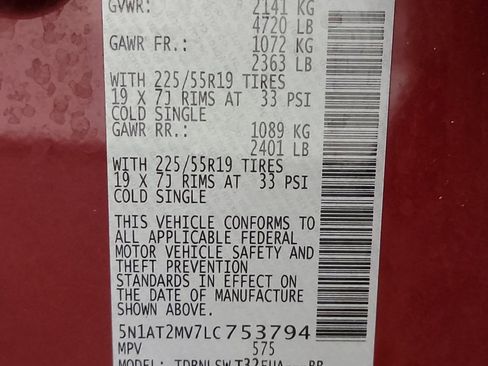 GVWR: 2141 KG
4720 LB
GAWR FR.: 1072 KG
2363 LB
WITH 225/55R19 TIRES
19 X 7J RIMS AT 33 PSI
COLD SINGLE
GAWR RR.: 1089 KG
2401 LB
WITH 225/55R19 TIRES
19 X 7J RIMS AT 33 PSI
COLD SINGLE
THIS VEHICLE CONFORMS TO
ALL APPLICABLE FEDERAL
MOTOR VEHICLE SAFETY AND
THEFT PREVENTION
STANDARDS IN EFFECT ON
THE DATE OF MANUFACTURE
SHOWN ABOVE.
5N1AT2MV7LC753794
MPV 575
MODEL: